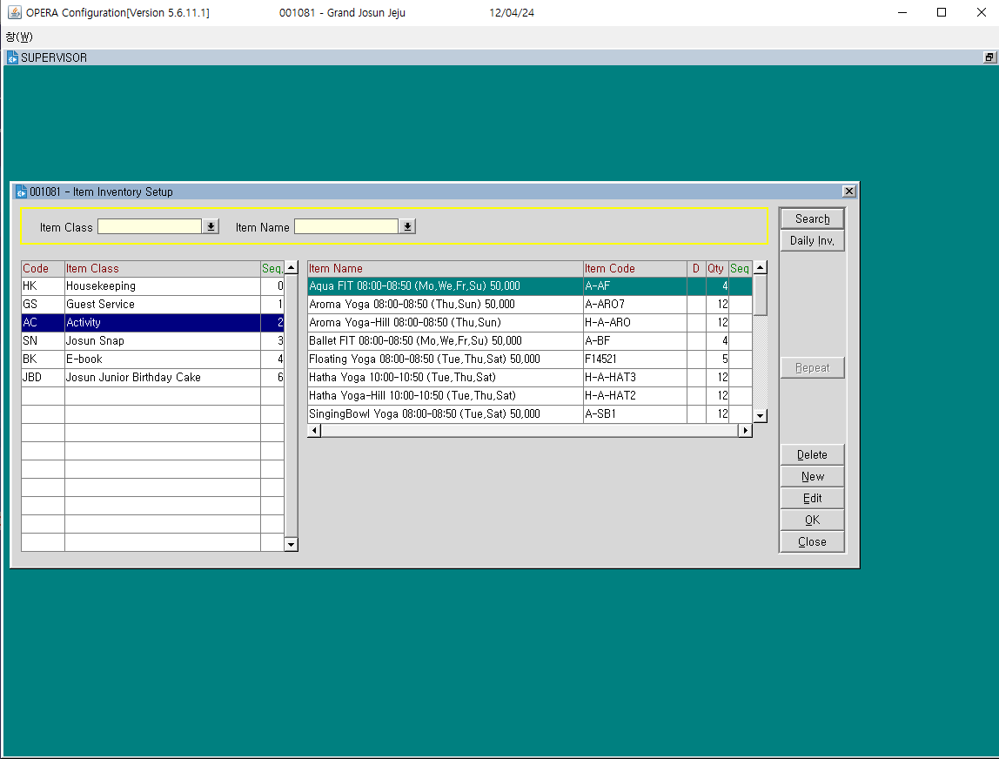 OPERA Configuration[Version 5.6.11.1] 001081 - Grand Josun Jeju 12/04/24
창(W)
SUPERVISOR
001081 - Item Inventory Setup
Item Class Item Name
Search
Daily Inv.
Code Item Class Seq.
HK Housekeeping 0
GS Guest Service 1
AC Activity 2
SN Josun Snap 3
BK E-book 4
JBD Josun Junior Birthday Cake 6
Item Name Item Code D Qty Seq
Aqua FIT 08:00-08:50 (Mo,We,Fr,Su) 50,000 A-AF 4
Aroma Yoga 08:00-08:50 (Thu,Sun) 50,000 A-ARO7 12
Aroma Yoga-Hill 08:00-08:50 (Thu,Sun) H-A-ARO 12
Ballet FIT 08:00-08:50 (Mo,We,Fr,Su) 50,000 A-BF 4
Floating Yoga 08:00-08:50 (Tue,Thu,Sat) 50,000 F14521 5
Hatha Yoga 10:00-10:50 (Tue,Thu,Sat) H-A-HAT3 12
Hatha Yoga-Hill 10:00-10:50 (Tue,Thu,Sat) H-A-HAT2 12
SingingBowl Yoga 08:00-08:50 (Tue,Sat) 50,000 A-SB1 12
Repeat
Delete
New
Edit
OK
Close